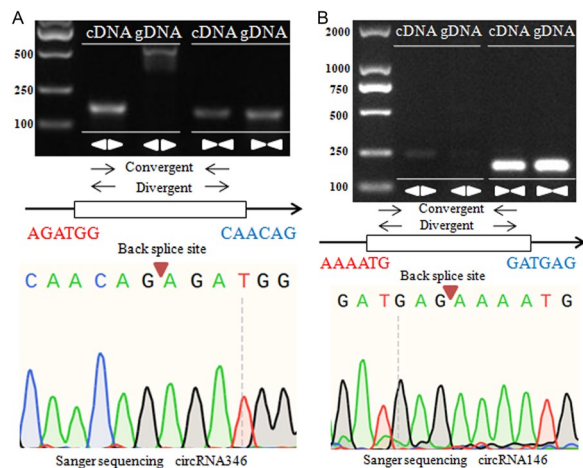 A
cDNA gDNA cDNA gDNA
500
250
100
Convergent
Divergent
AGATGG CAACAG
Back splice site
C A A C A G A G A T G G
Sanger sequencing circRNA346
B
cDNA gDNA cDNA gDNA
2000
1000
750
500
250
100
Convergent
Divergent
AAAATG GATGAG
Back splice site
G A T G A G A A A A T G
Sanger sequencing circRNA146